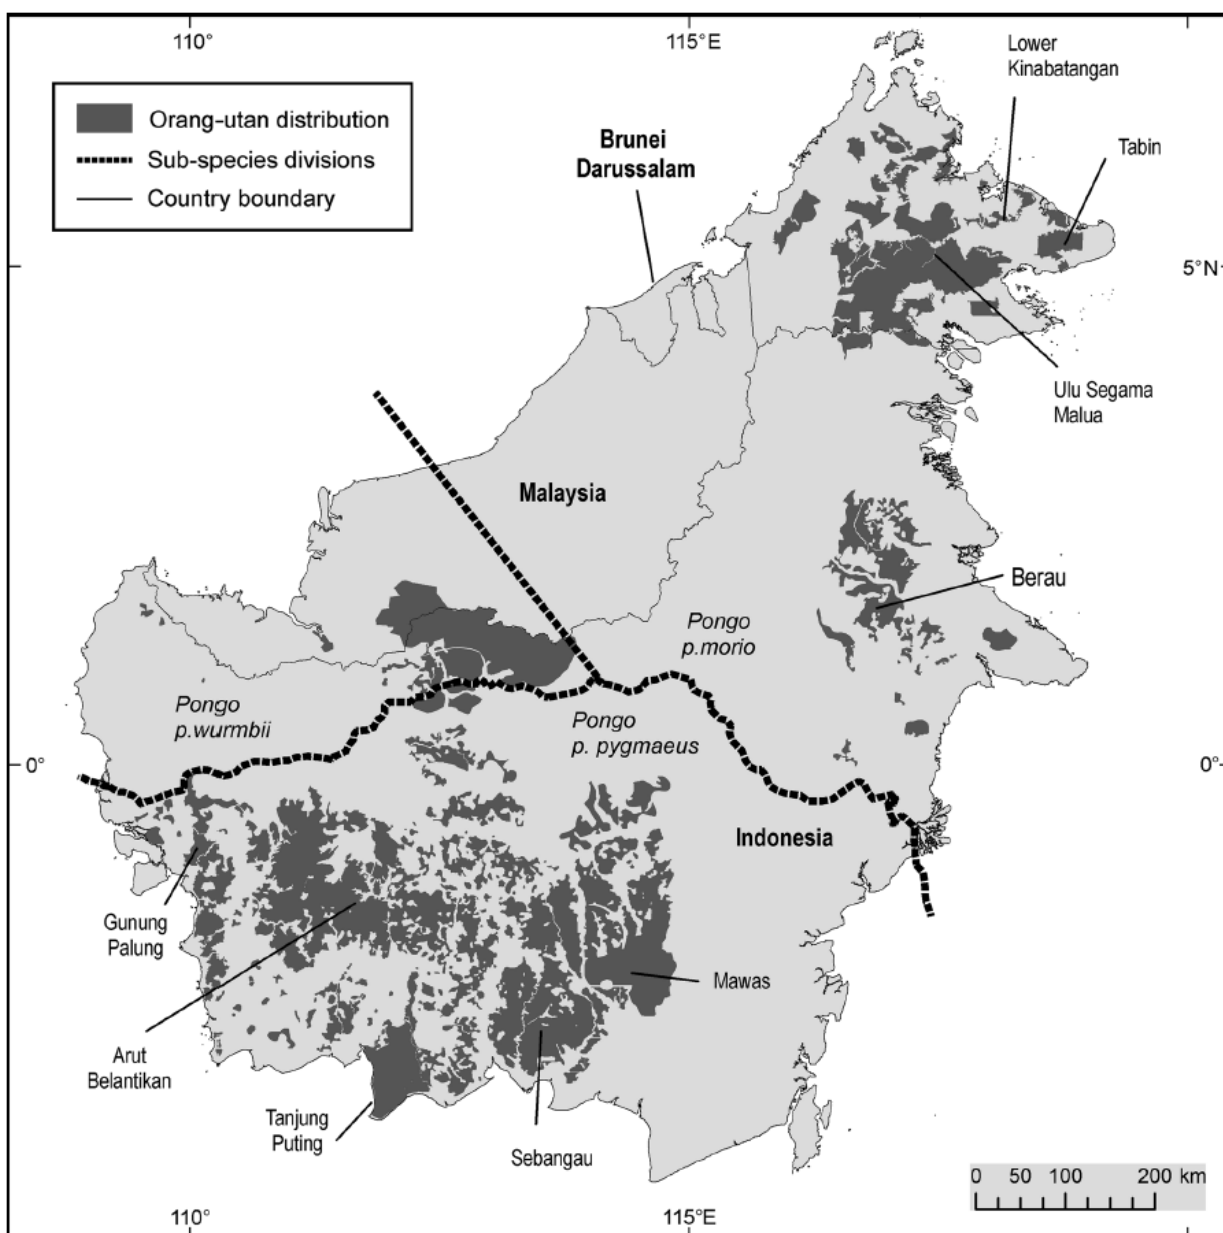 110°
115°E
Lower
Kinabatangan
Orang-utan distribution
Sub-species divisions
Country boundary
Brunei
Darussalam
Tabin
5°N
Ulu Segama
Malua
Malaysia
Berau
Pongo
p.morio
Pongo
p.wurmbii
Pongo
p. pygmaeus
0°
0°
Indonesia
Gunung
Palung
Mawas
Arut
Belantikan
Tanjung
Puting
Sebangau
0 50 100 200 km
110°
115°E